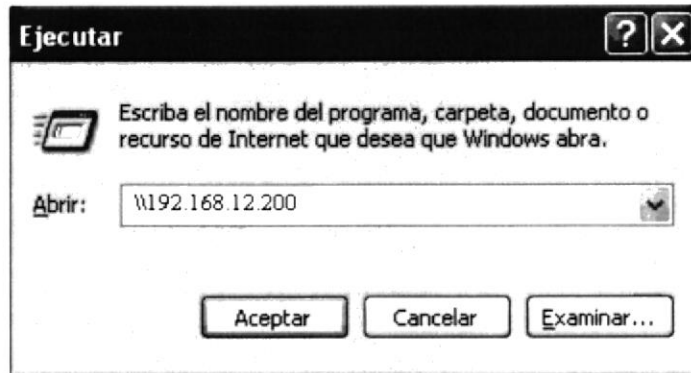 Ejecutar
Escriba el nombre del programa, carpeta, documento o
recurso de Internet que desea que Windows abra.
Abrir: \\192.168.12.200
Aceptar Cancelar Examinar...